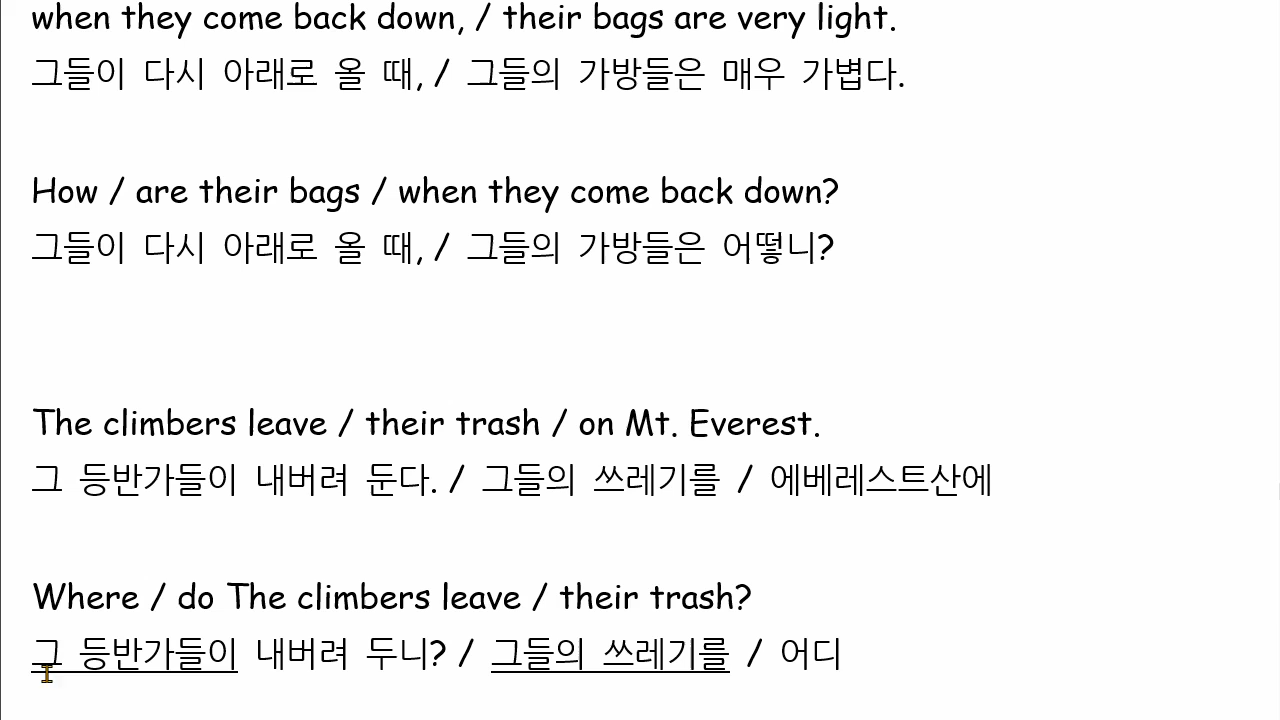 when they come back down, / their bags are very light.
그들이 다시 아래로 올 때, / 그들의 가방들은 매우 가볍다.
How / are their bags / when they come back down?
그들이 다시 아래로 올 때, / 그들의 가방들은 어떻니?
The climbers leave / their trash / on Mt. Everest.
그 등반가들이 내버려 둔다. / 그들의 쓰레기를 / 에베레스트산에
Where / do The climbers leave / their trash?
그 등반가들이 내버려 두니? / 그들의 쓰레기를 / 어디